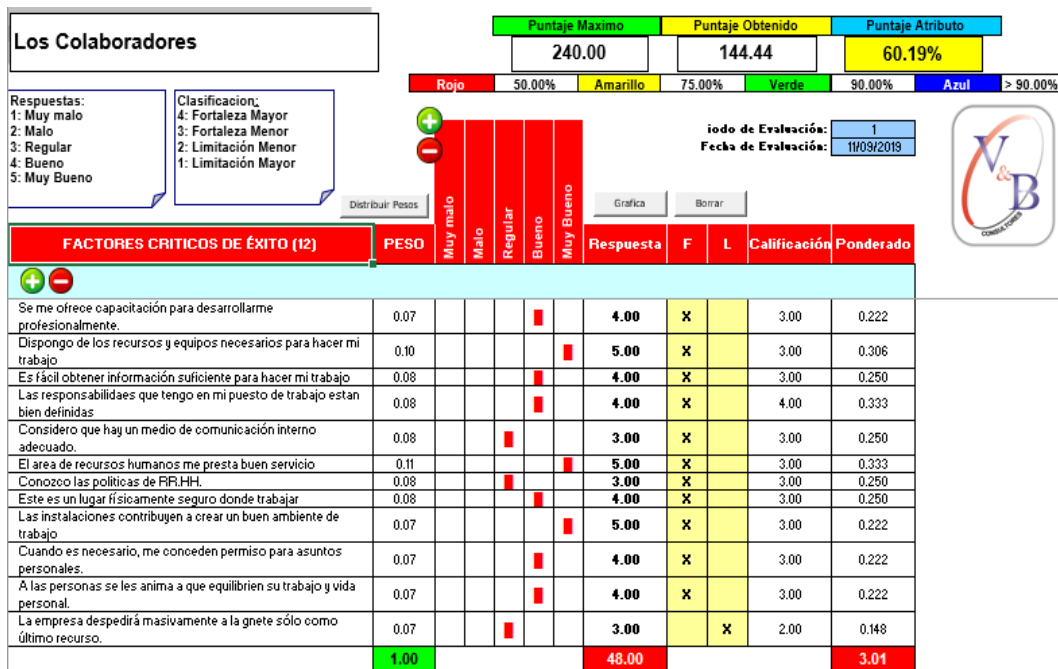 Los Colaboradores
Puntaje Maximo Puntaje Obtenido Puntaje Atributo
240.00 144.44 60.19%
Rojo 50.00% Amarillo 75.00% Verde 90.00% Azul > 90.00%
Respuestas:
1: Muy malo
2: Malo
3: Regular
4: Bueno
5: Muy Bueno
Clasificacion:
4: Fortaleza Mayor
3: Fortaleza Menor
2: Limitación Menor
1: Limitación Mayor
iodo de Evaluación: 1
Fecha de Evaluación: 11/09/2019
V&B
CONSULTORES
Distribuir Pesos
Grafica Borrar
FACTORES CRITICOS DE ÉXITO (12) PESO Muy malo Malo Regular Bueno Muy Bueno Respuesta F L Calificación Ponderado
Se me ofrece capacitación para desarrollarme
profesionalmente. 0.07 4.00 X 3.00 0.222
Dispongo de los recursos y equipos necesarios para hacer mi
trabajo 0.10 5.00 X 3.00 0.306
Es fácil obtener información suficiente para hacer mi trabajo 0.08 4.00 X 3.00 0.250
Las responsabilidaes que tengo en mi puesto de trabajo estan
bien definidas 0.08 4.00 X 4.00 0.333
Considero que hay un medio de comunicación interno
adecuado. 0.08 3.00 X 3.00 0.250
El area de recursos humanos me presta buen servicio 0.11 5.00 X 3.00 0.333
Conozco las politicas de RR.HH. 0.08 3.00 X 3.00 0.250
Este es un lugar físicamente seguro donde trabajar 0.08 4.00 X 3.00 0.250
Las instalaciones contribuyen a crear un buen ambiente de
trabajo 0.07 5.00 X 3.00 0.222
Cuando es necesario, me conceden permiso para asuntos
personales. 0.07 4.00 X 3.00 0.222
A las personas se les anima a que equilibrien su trabajo y vida
personal. 0.07 4.00 X 3.00 0.222
La empresa despedirá masivamente a la gnete sólo como
último recurso. 0.07 3.00 X 2.00 0.148
1.00 48.00 3.01